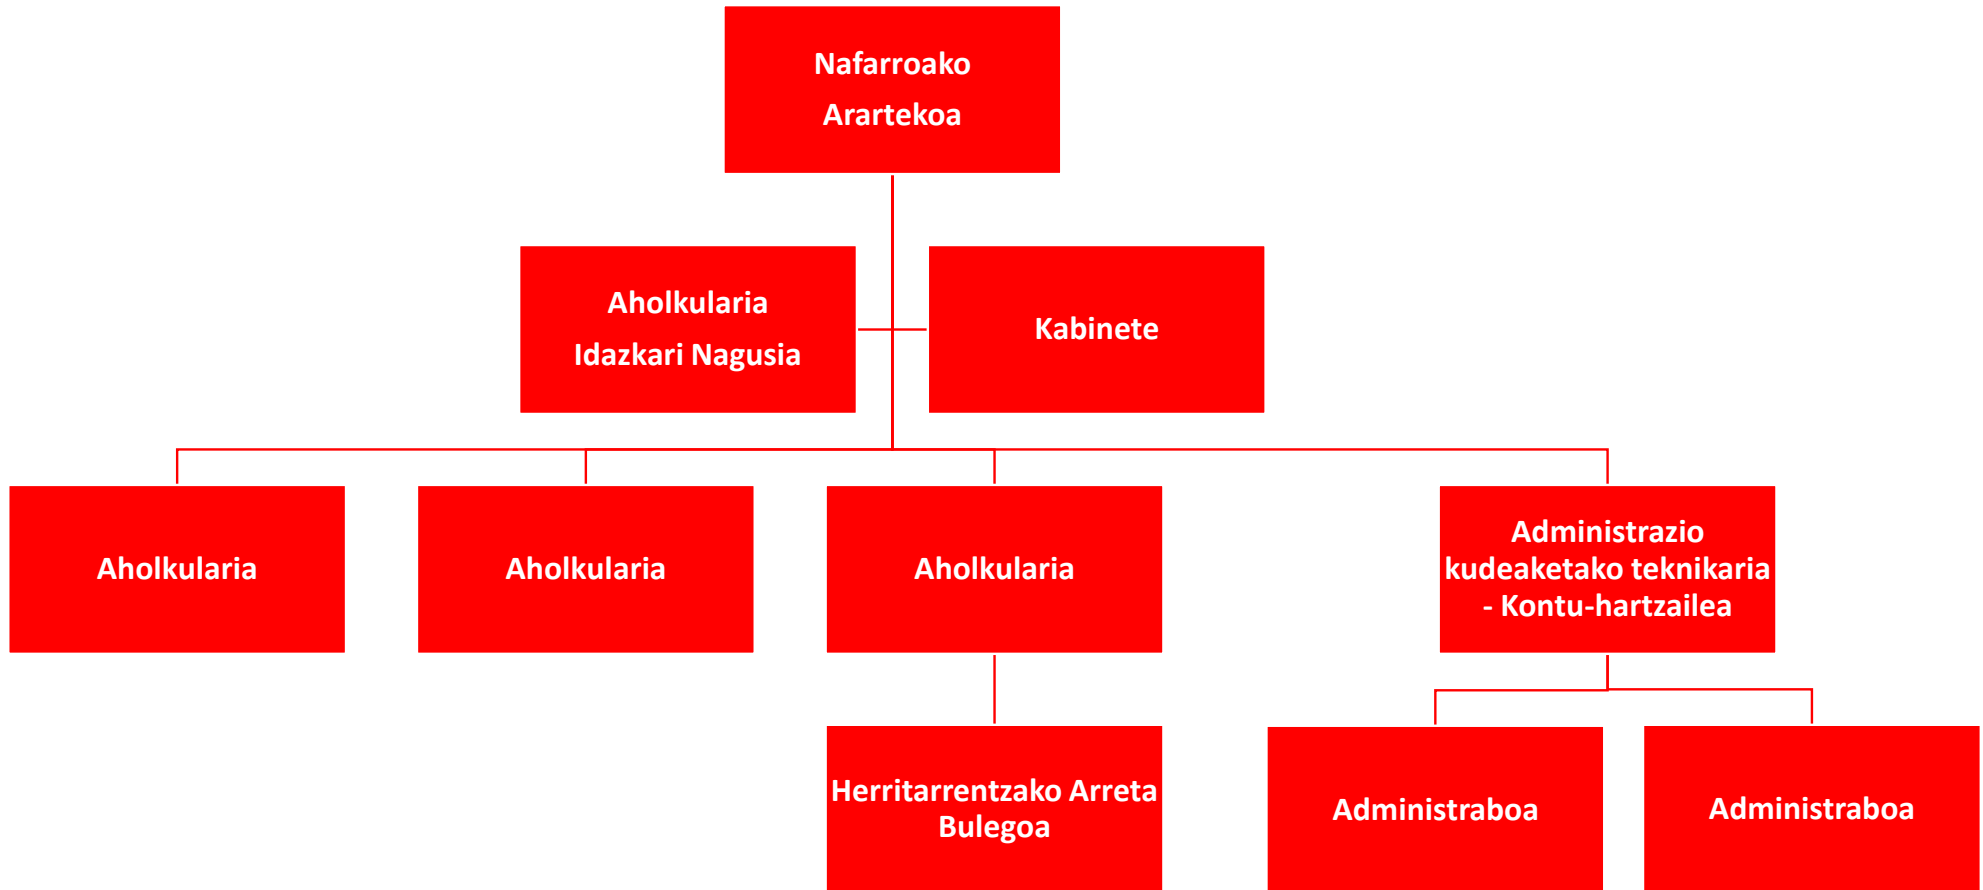 Nafarroako
Arartekoa
Aholkularia
Idazkari Nagusia
Kabinete
Aholkularia
Aholkularia
Aholkularia
Administrazio
kudeaketako teknikaria
- Kontu-hartzailea
Herritarrentzako Arreta
Bulegoa
Administraboa
Administraboa